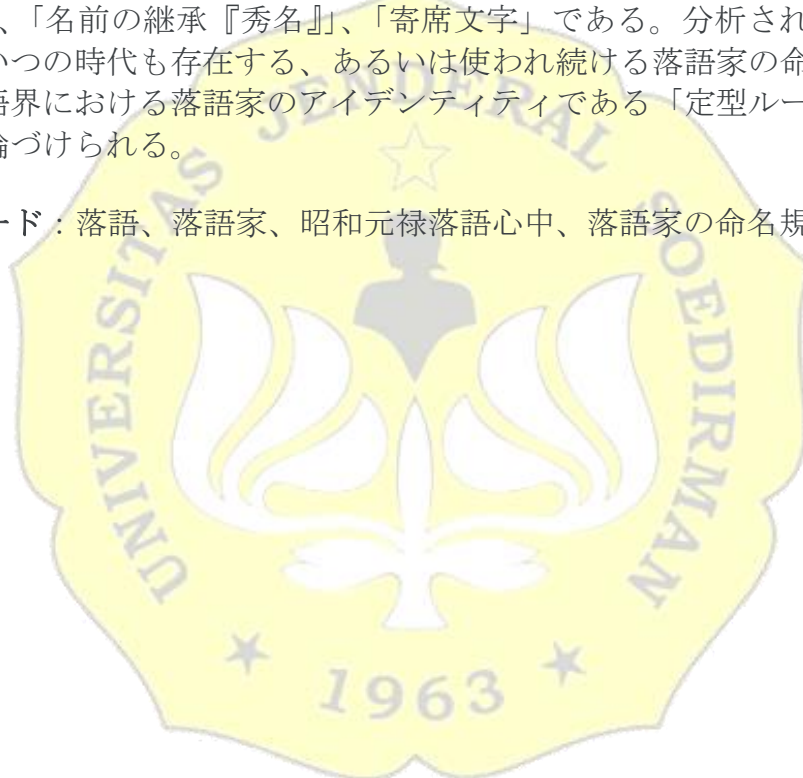 、「名前の継承『秀名』」、「寄席文字」である。分析され
いつの時代も存在する、あるいは使われ続ける落語家の命
語界における落語家のアイデンティティである「定型ルー
論づけられる。
ード：落語、落語家、昭和元禄落語心中、落語家の命名規
UNIVERSITAS JENDERAL SOEDIRMAN
1963